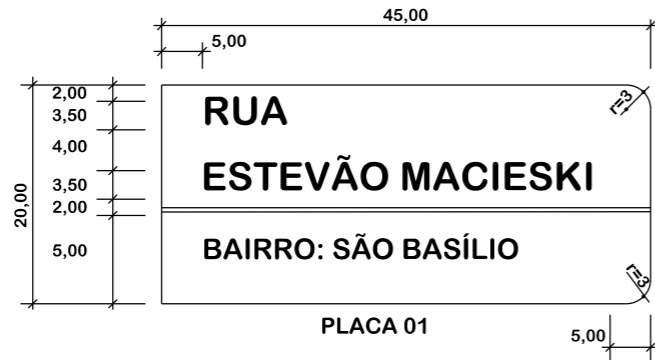 45,00
5,00
2,00
3,50
4,00
3,50
2,00
5,00
20,00
r=3
RUA
ESTEVÃO MACIESKI
BAIRRO: SÃO BASÍLIO
r=3
PLACA 01
5,00